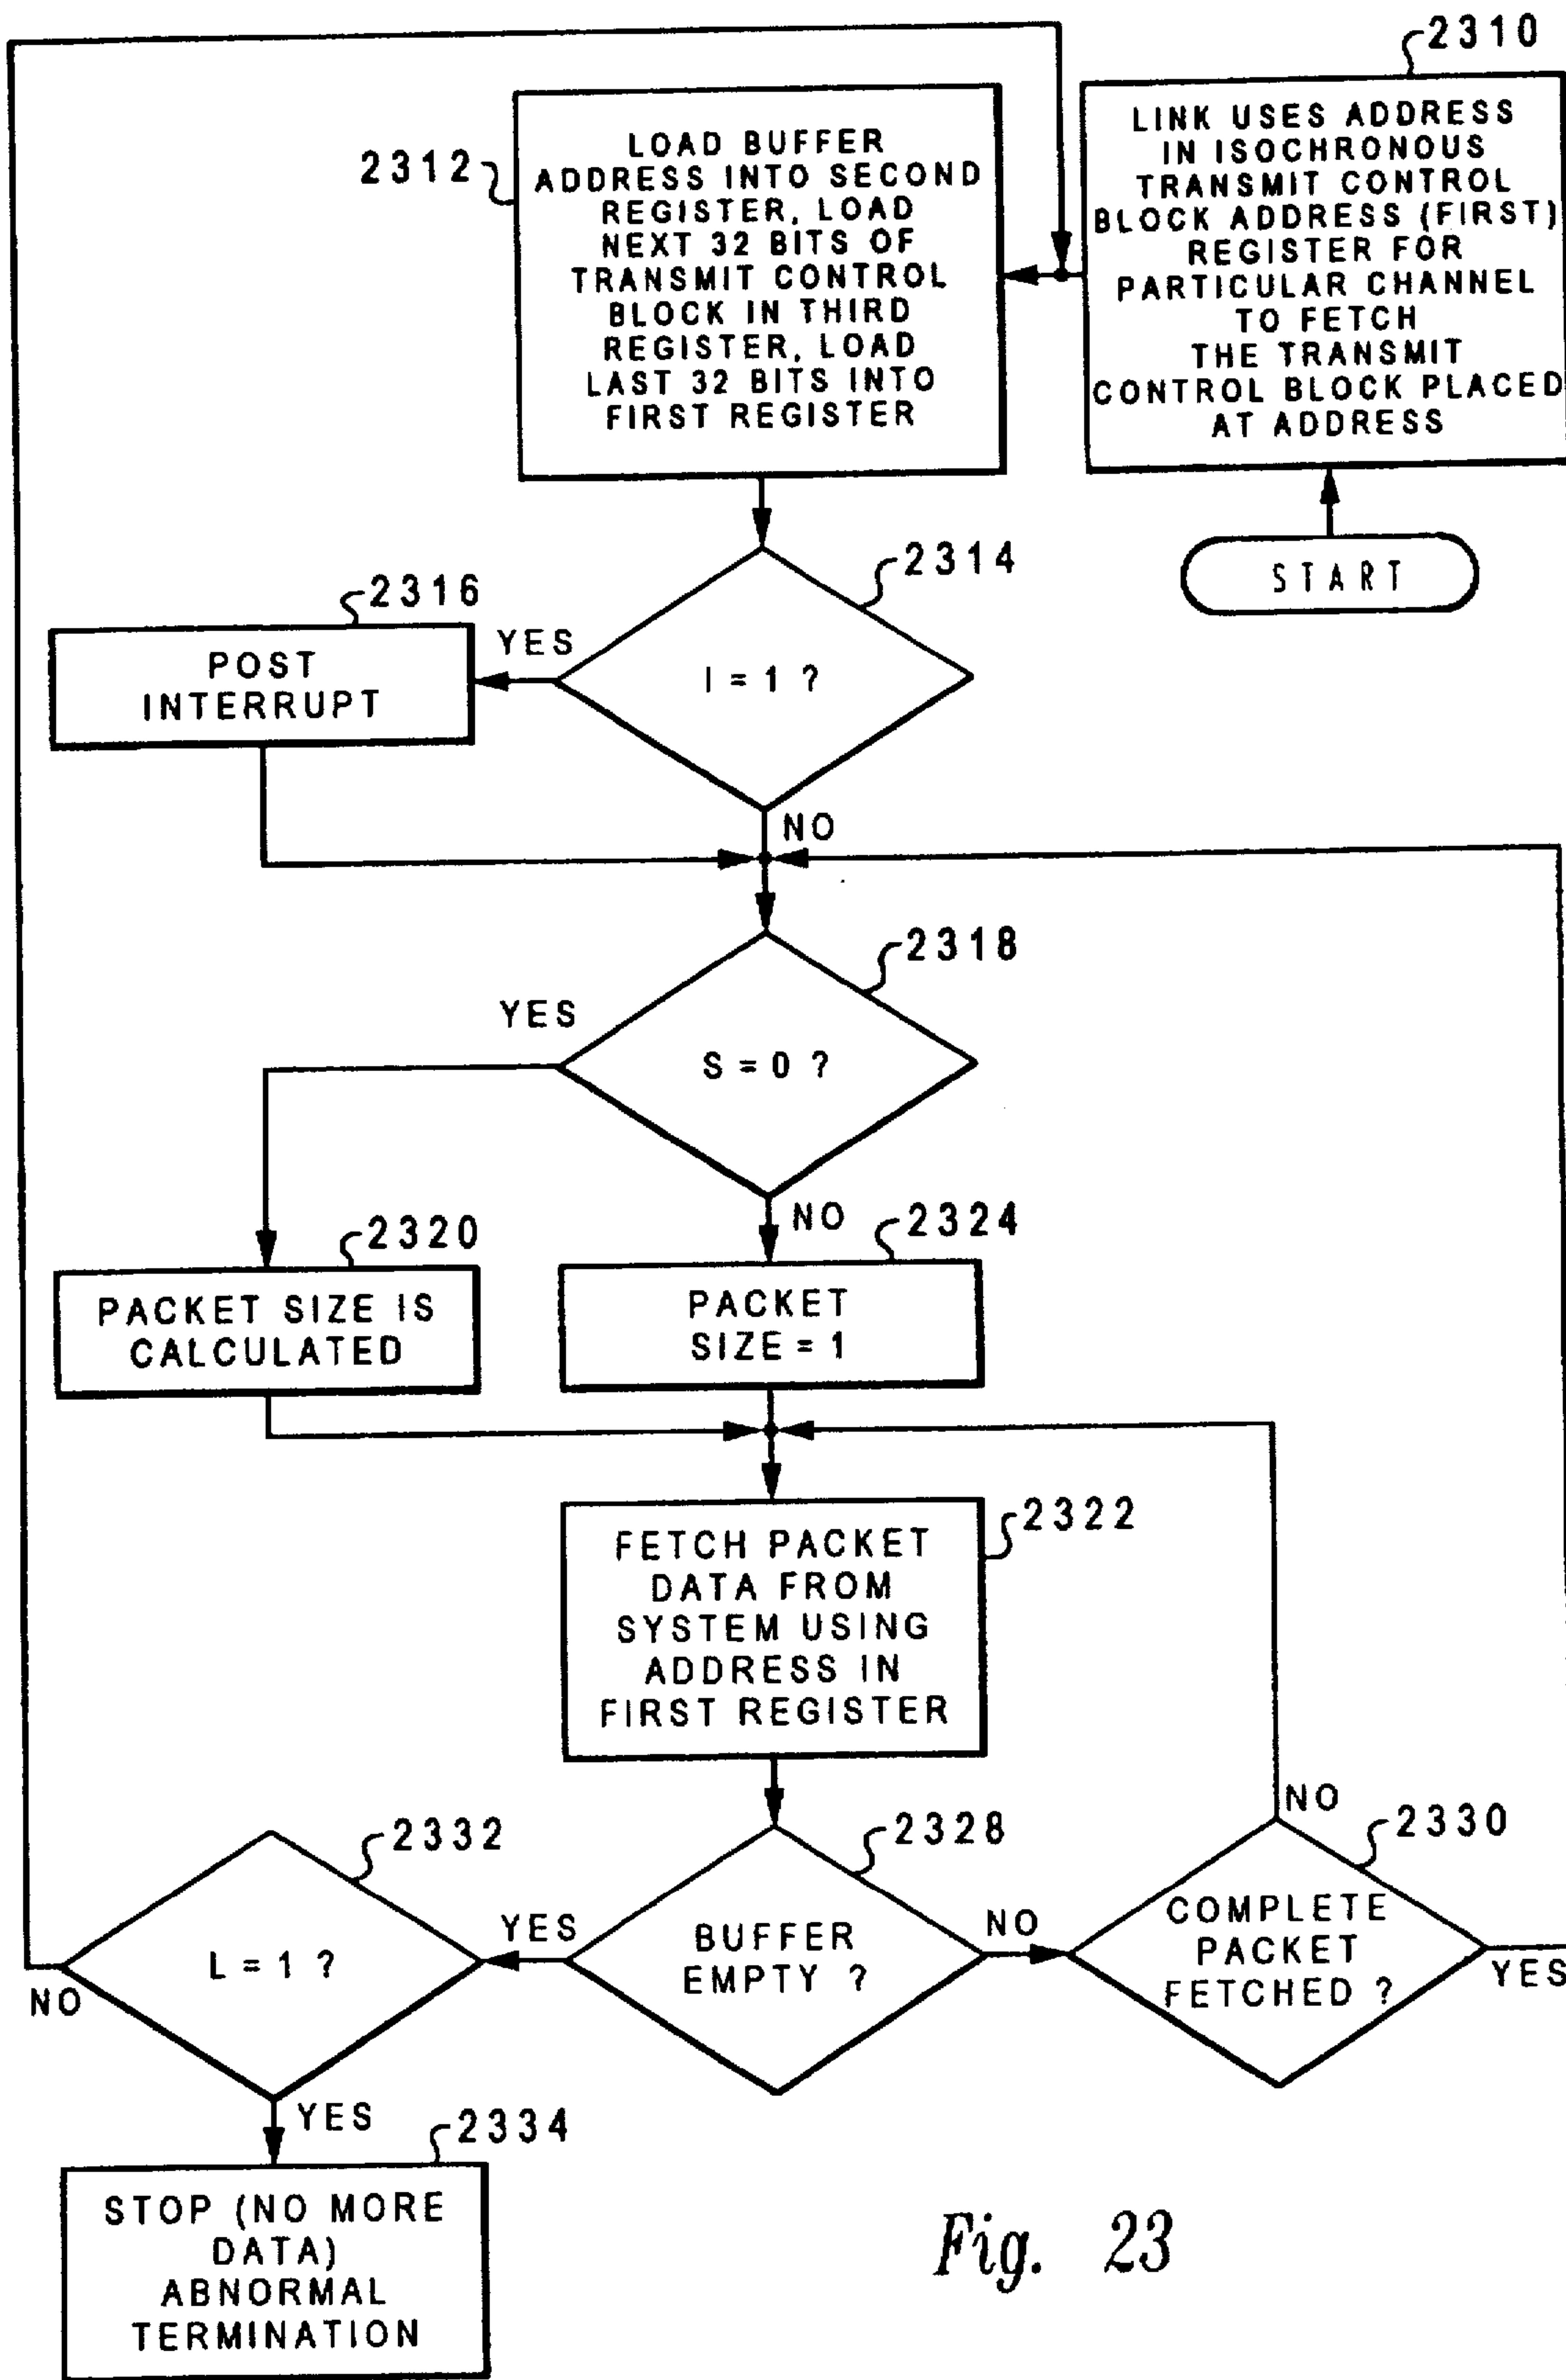 2310
LINK USES ADDRESS
IN ISOCHRONOUS
TRANSMIT CONTROL
BLOCK ADDRESS (FIRST)
REGISTER FOR
PARTICULAR CHANNEL
TO FETCH
THE TRANSMIT
CONTROL BLOCK PLACED
AT ADDRESS
START
2312
LOAD BUFFER
ADDRESS INTO SECOND
REGISTER, LOAD
NEXT 32 BITS OF
TRANSMIT CONTROL
BLOCK IN THIRD
REGISTER, LOAD
LAST 32 BITS INTO
FIRST REGISTER
2314
I = 1 ?
YES
NO
2316
POST
INTERRUPT
2318
S = 0 ?
YES
NO
2320
PACKET SIZE IS
CALCULATED
2324
PACKET
SIZE = 1
2322
FETCH PACKET
DATA FROM
SYSTEM USING
ADDRESS IN
FIRST REGISTER
2328
BUFFER
EMPTY ?
YES
NO
2330
COMPLETE
PACKET
FETCHED ?
NO
YES
2332
L = 1 ?
NO
YES
2334
STOP (NO MORE
DATA)
ABNORMAL
TERMINATION
Fig. 23